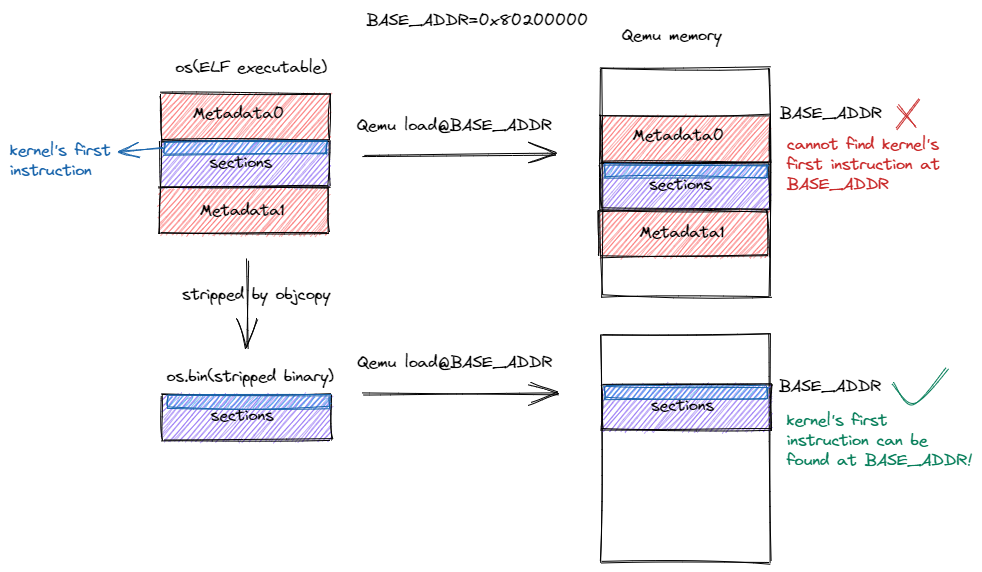 BASE_ADDR=0x80200000
Qemu memory
os(ELF executable)
Metadata0
kernel's first
instruction
sections
Metadata1
Qemu load@BASE_ADDR
Metadata0
sections
Metadata1
BASE_ADDR
cannot find kernel's
first instruction at
BASE_ADDR
stripped by objcopy
os.bin(stripped binary)
sections
Qemu load@BASE_ADDR
sections
BASE_ADDR
kernel's first
instruction can be
found at BASE_ADDR!